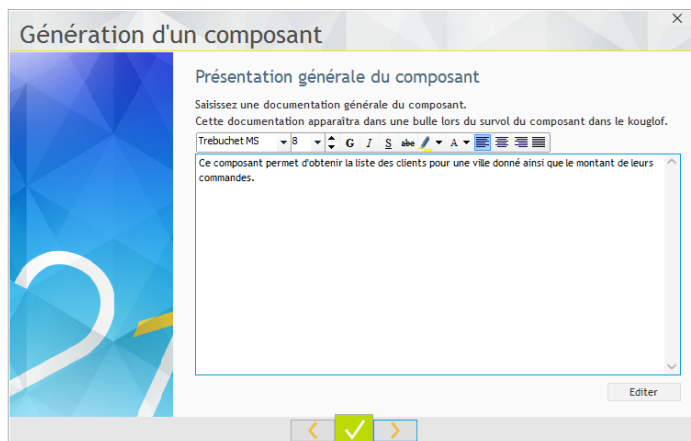 Génération d'un composant
Présentation générale du composant
Saisissez une documentation générale du composant.
Cette documentation apparaîtra dans une bulle lors du survol du composant dans le kouglof.
Trebuchet MS 8 G I S abc A
Ce composant permet d'obtenir la liste des clients pour une ville donné ainsi que le montant de leurs
commandes.
Editer